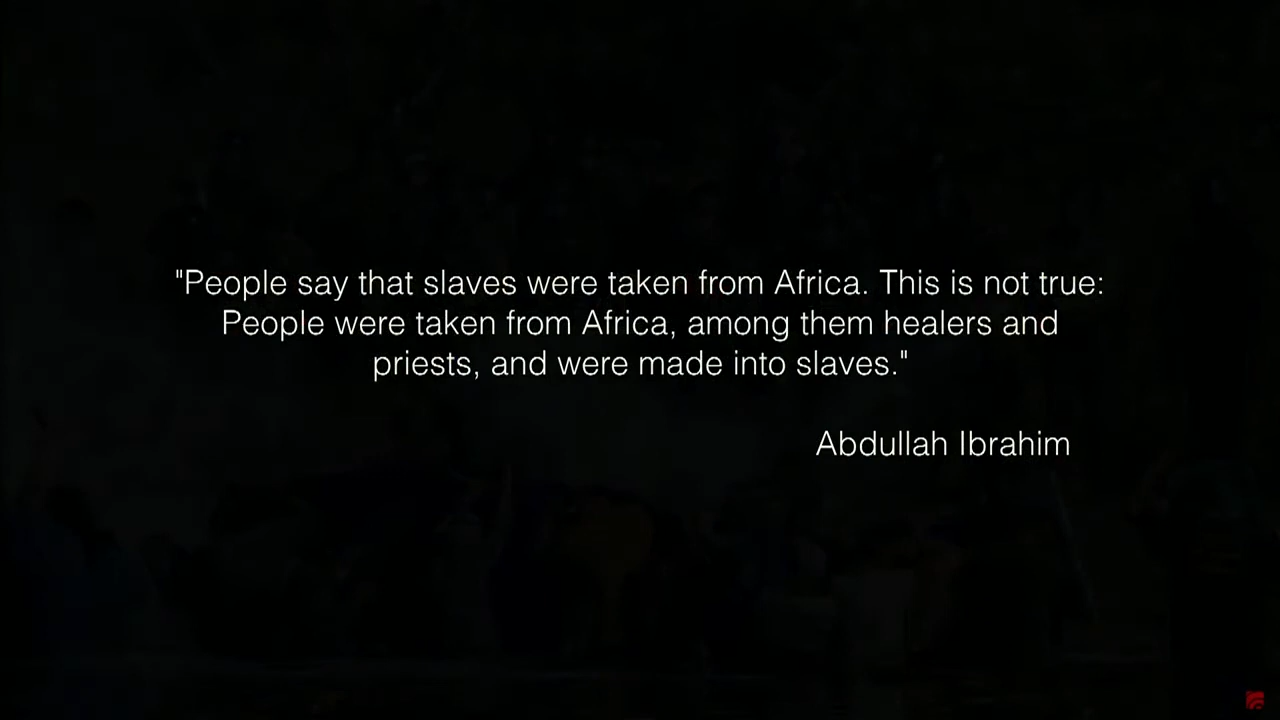 "People say that slaves were taken from Africa. This is not true:
People were taken from Africa, among them healers and
priests, and were made into slaves."
Abdullah Ibrahim